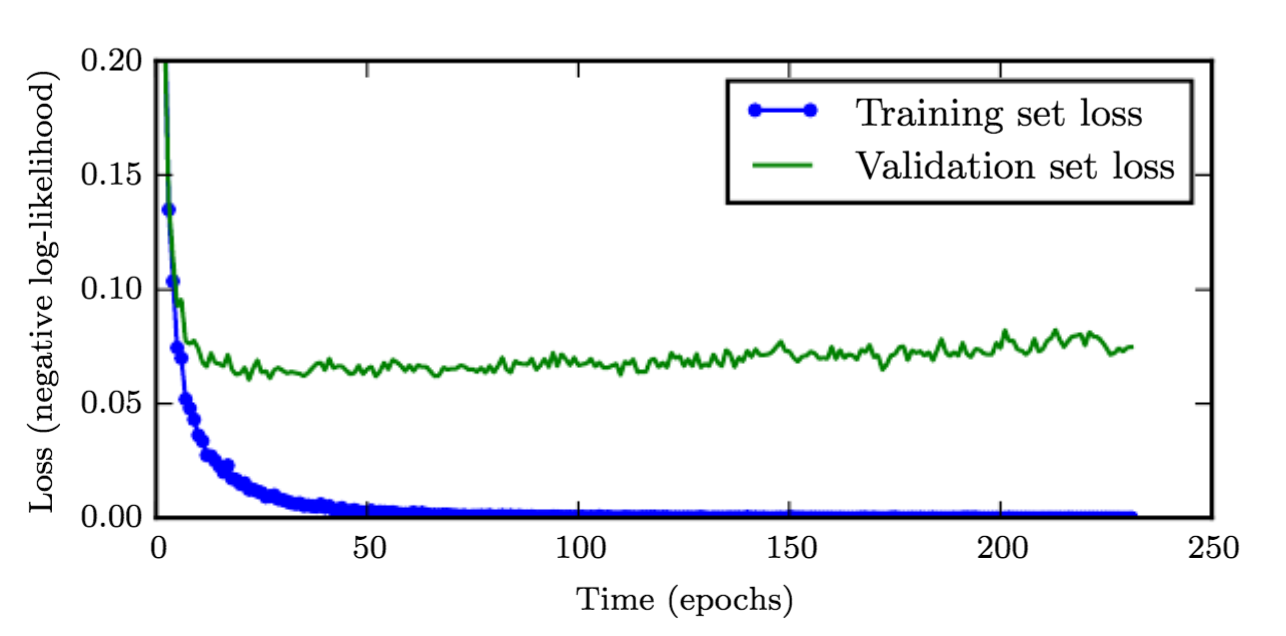 Loss (negative log-likelihood)
0.20
0.15
0.10
0.05
0.00
Training set loss
Validation set loss
0 50 100 150 200 250
Time (epochs)